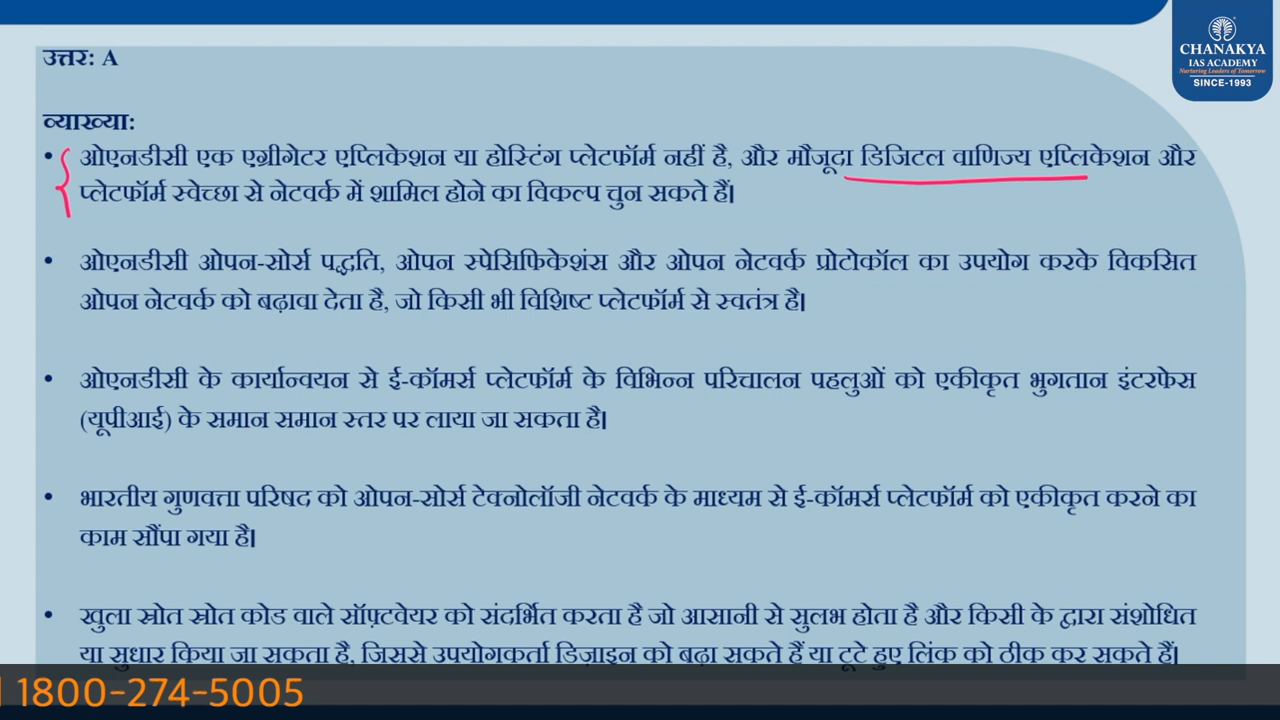 CHANAKYA
IAS ACADEMY
Nurturing Leaders of Tomorrow
SINCE-1993
उत्तर: A
व्याख्या:
• ओएनडीसी एक एग्रीगेटर एप्लिकेशन या होस्टिंग प्लेटफॉर्म नहीं है, और मौजूदा डिजिटल वाणिज्य एप्लिकेशन और
प्लेटफॉर्म स्वेच्छा से नेटवर्क में शामिल होने का विकल्प चुन सकते हैं।
• ओएनडीसी ओपन-सोर्स पद्धति, ओपन स्पेसिफिकेशंस और ओपन नेटवर्क प्रोटोकॉल का उपयोग करके विकसित
ओपन नेटवर्क को बढ़ावा देता है, जो किसी भी विशिष्ट प्लेटफॉर्म से स्वतंत्र है।
• ओएनडीसी के कार्यान्वयन से ई-कॉमर्स प्लेटफॉर्म के विभिन्न परिचालन पहलुओं को एकीकृत भुगतान इंटरफेस
(यूपीआई) के समान समान स्तर पर लाया जा सकता है।
• भारतीय गुणवत्ता परिषद को ओपन-सोर्स टेक्नोलॉजी नेटवर्क के माध्यम से ई-कॉमर्स प्लेटफॉर्म को एकीकृत करने का
काम सौंपा गया है।
• खुला स्रोत स्रोत कोड वाले सॉफ़्टवेयर को संदर्भित करता है जो आसानी से सुलभ होता है और किसी के द्वारा संशोधित
या सुधार किया जा सकता है, जिससे उपयोगकर्ता डिज़ाइन को बढ़ा सकते हैं या टूटे हुए लिंक को ठीक कर सकते हैं।
1800-274-5005